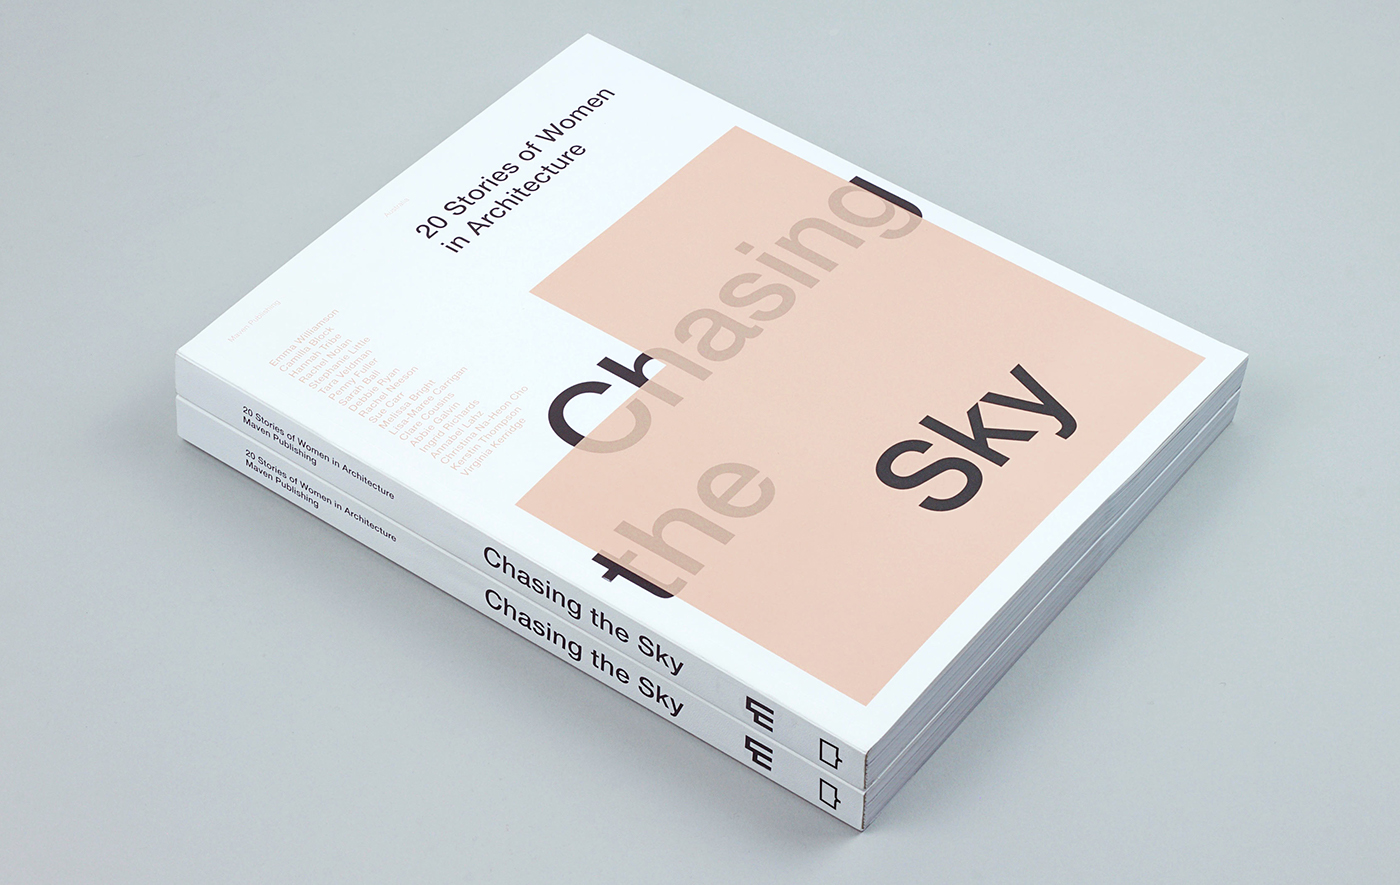 20 Stories of Women
in Architecture
Maven Publishing
Emma Williamson
Camilla Block
Hannah Tribe
Rachel Nolan
Stephanie Little
Tara Veldman
Penny Fuller
Sarah Ball
Debbie Ryan
Rachel Neeson
Sue Carr
Melissa Bright
Lisa-Maree Carrigan
Clare Cousins
Abbie Galvin
Ingrid Richards
Annabel Lahz
Christina Na-Heon Cho
Kerstin Thompson
Virginia Kerridge
Chasing
the
Sky
20 Stories of Women in Architecture
Maven Publishing
Chasing the Sky
20 Stories of Women in Architecture
Maven Publishing
Chasing the Sky